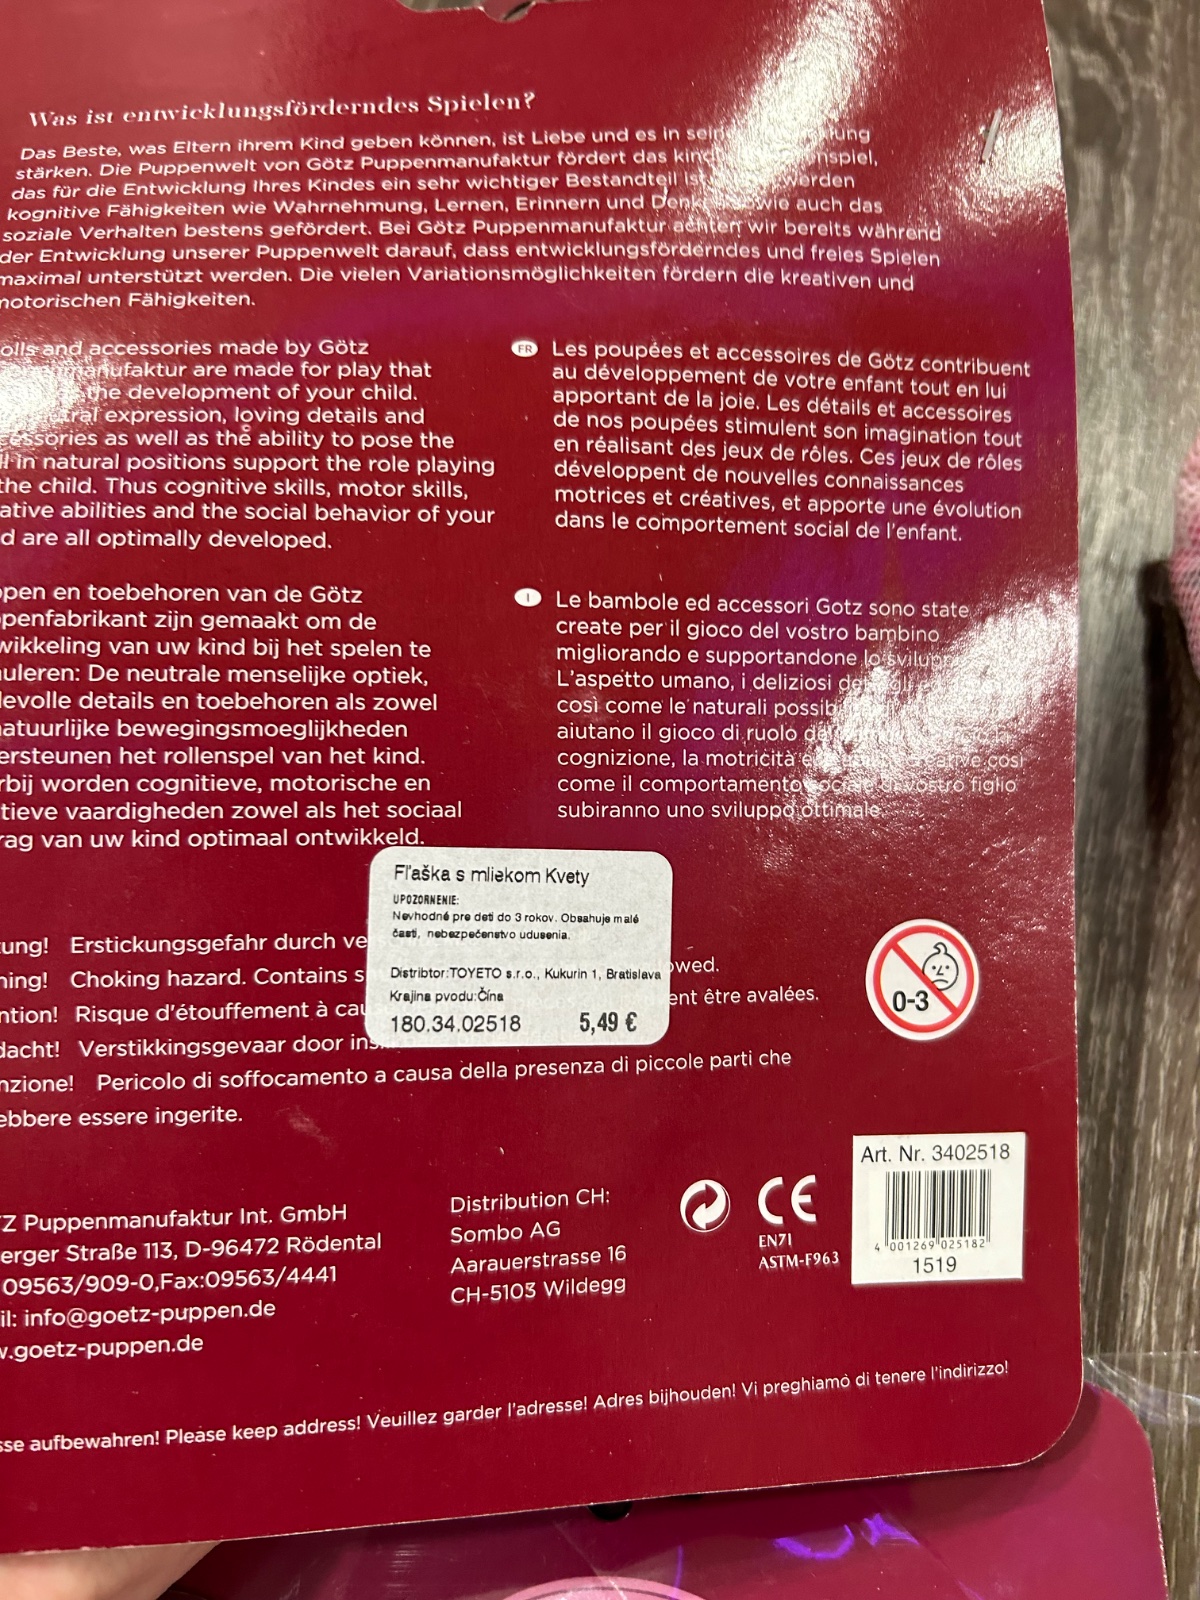 Was ist entwicklungsförderndes Spielen?
Das Beste, was Eltern ihrem Kind geben können, ist Liebe und es in
stärken. Die Puppenwelt von Götz Puppenmanufaktur fördert das
das für die Entwicklung Ihres Kindes ein sehr wichtiger Bestandteil ist werden
kognitive Fähigkeiten wie Wahrnehmung, Lernen, Erinnern und sowie auch das
soziale Verhalten bestens gefördert. Bei Götz Puppenmanufaktur achten wir bereits während
der Entwicklung unserer Puppenwelt darauf, dass entwicklungsförderndes und freies Spielen
maximal unterstützt werden. Die vielen Variationsmöglichkeiten fördern die kreativen und
motorischen Fähigkeiten.
olls and accessories made by Götz
manufaktur are made for play that
the development of your child.
expression, loving details and
cessories as well as the ability to pose the
ll in natural positions support the role playing
the child. Thus cognitive skills, motor skills,
ative abilities and the social behavior of your
d are all optimally developed.
FR Les poupées et accessoires de Götz contribuent
au développement de votre enfant tout en lui
apportant de la joie. Les détails et accessoires
de nos poupées stimulent son imagination tout
en réalisant des jeux de rôles. Ces jeux de rôles
développent de nouvelles connaissances
motrices et créatives, et apporte une évolution
dans le comportement social de l'enfant.
ppen en toebehoren van de Götz
ppenfabrikant zijn gemaakt om de
wikkeling van uw kind bij het spelen te
uleren: De neutrale menselijke optiek,
levolle details en toebehoren als zowel
natuurlijke bewegingsmoeglijkheden
ersteunen het rollenspel van het kind.
rbij worden cognitieve, motorische en
tieve vaardigheden zowel als het sociaal
rag van uw kind optimaal ontwikkeld.
I Le bambole ed accessori Gotz sono state
create per il gioco del vostro bambino
migliorando e supportandone lo
L'aspetto umano, i deliziosi
così come le naturali
aiutano il gioco di ruolo
cognizione, la motricità creative così
come il comportamento sociale di vostro figlio
subiranno uno sviluppo ottimale.
Fľaška s mliekom Kvety
UPOZORNENIE:
Nevhodné pre deti do 3 rokov. Obsahuje malé
časti, nebezpečenstvo udusenia.
Distribtor:TOYETO s.r.o., Kukurin 1, Bratislava
Krajina pvodu:Čína
180.34.02518 5,49 €
tung! Erstickungsgefahr durch ve
ning! Choking hazard. Contains s owed.
ntion! Risque d'étouffement à cau ent être avalées.
dacht! Verstikkingsgevaar door ins
nzione! Pericolo di soffocamento a causa della presenza di piccole parti che
ebbere essere ingerite.
0-3
Z Puppenmanufaktur Int. GmbH
erger Straße 113, D-96472 Rödental
09563/909-0,Fax:09563/4441
il: info@goetz-puppen.de
w.goetz-puppen.de
Distribution CH:
Sombo AG
Aarauerstrasse 16
CH-5103 Wildegg
CE
EN71
ASTM-F963
Art. Nr. 3402518
4 001269 025182
1519
sse aufbewahren! Please keep address! Veuillez garder l'adresse! Adres bijhouden! Vi preghiamo di tenere l'indirizzo!